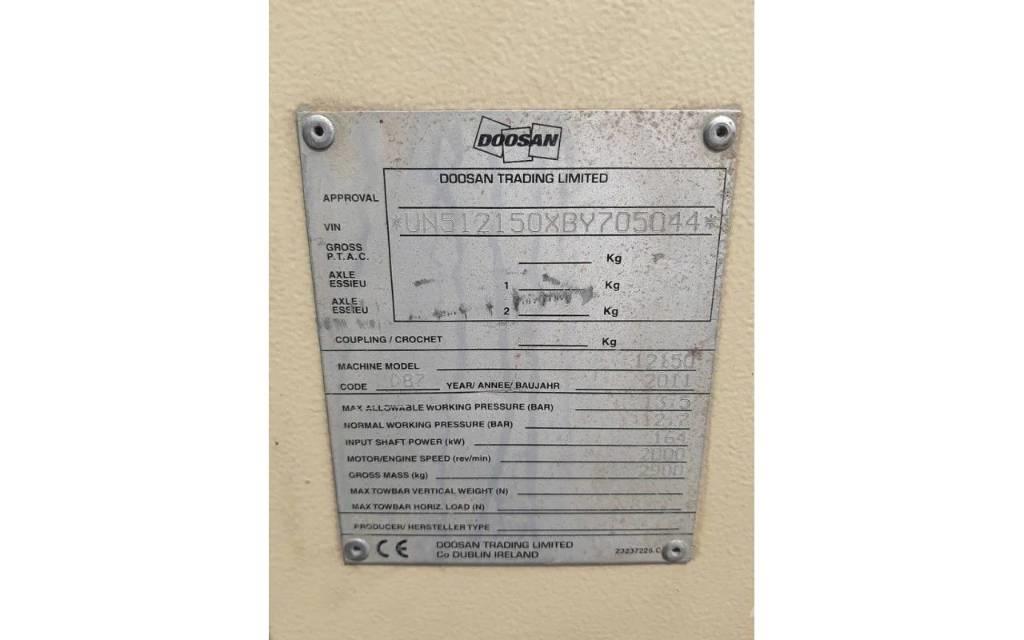 DOOSAN
DOOSAN TRADING LIMITED
APPROVAL
VIN *UN512150XBY705044*
GROSS
P.T.A.C. Kg
AXLE
ESSIEU 1 Kg
AXLE
ESSIEU 2 Kg
COUPLING / CROCHET Kg
MACHINE MODEL 12150
CODE D87 YEAR/ ANNEE/ BAUJAHR 2011
MAX ALLOWABLE WORKING PRESSURE (BAR)
NORMAL WORKING PRESSURE (BAR)
INPUT SHAFT POWER (kW) 164
MOTOR/ENGINE SPEED (rev/min) 2000
GROSS MASS (kg) 2900
MAX TOWBAR VERTICAL WEIGHT (N)
MAX TOWBAR HORIZ. LOAD (N)
PRODUCER/ HERSTELLER TYPE
CE DOOSAN TRADING LIMITED
Co DUBLIN IRELAND 23237226 C